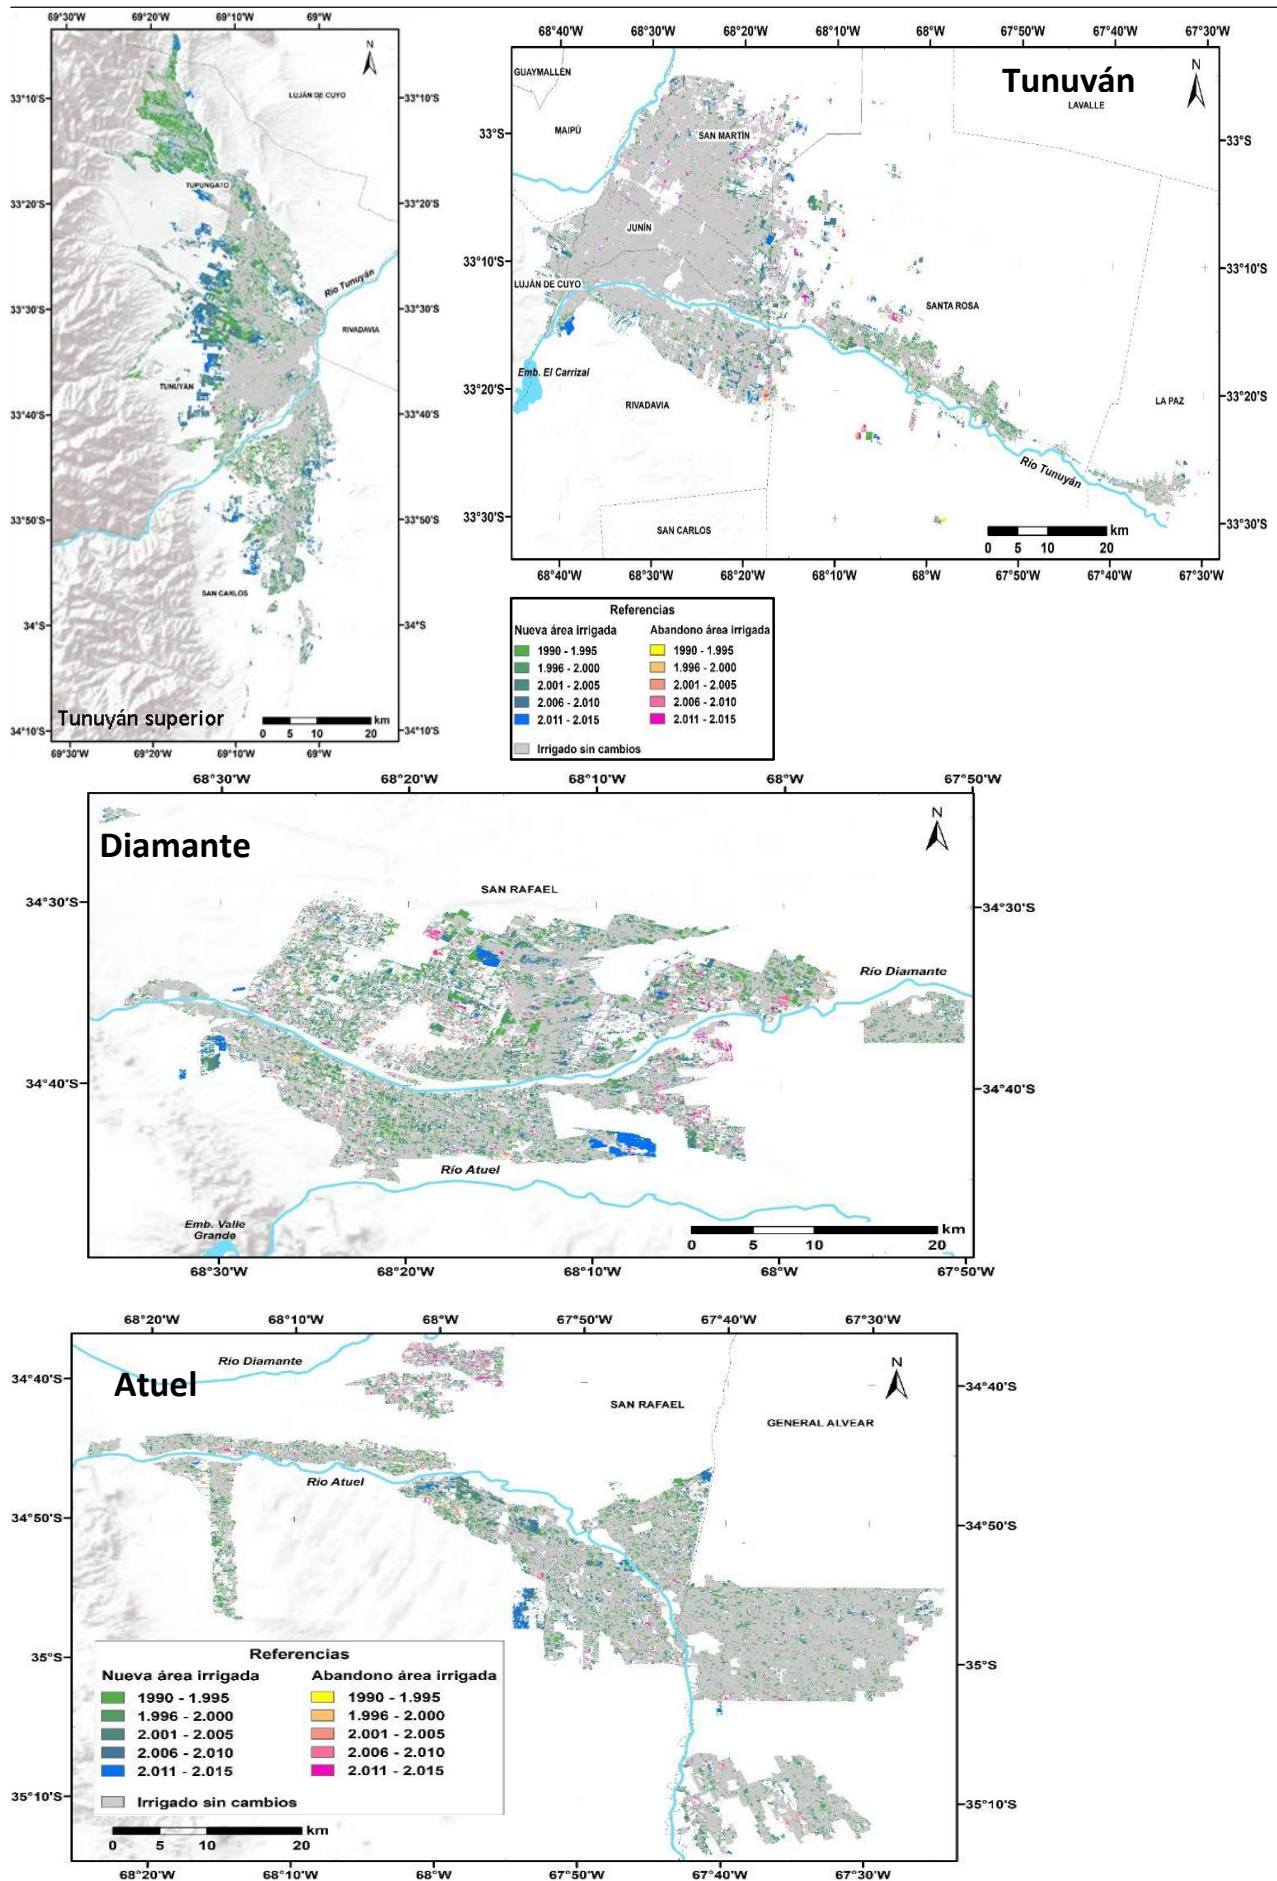 69°30'W 69°20'W 69°10'W 69°W
N
LUJÁN DE CUYO
33°10'S 33°10'S
TUPUNGATO
33°20'S 33°20'S
Río Tunuyán
33°30'S 33°30'S
RIVADAVIA
TUNUYÁN
33°40'S 33°40'S
33°50'S 33°50'S
SAN CARLOS
34°S 34°S
Tunuyán superior
km
0 5 10 20
34°10'S 34°10'S
69°30'W 69°20'W 69°10'W 69°W
68°40'W 68°30'W 68°20'W 68°10'W 68°W 67°50'W 67°40'W 67°30'W
GUAYMALLÉN
Tunuván
N
LAVALLE
MAIPÚ
SAN MARTÍN
33°S 33°S
JUNÍN
33°10'S 33°10'S
LUJÁN DE CUYO
SANTA ROSA
Emb. El Carrizal
33°20'S 33°20'S
RIVADAVIA
LA PAZ
Río Tunuyán
33°30'S 33°30'S
SAN CARLOS
km
0 5 10 20
68°40'W 68°30'W 68°20'W 68°10'W 68°W 67°50'W 67°40'W 67°30'W
Referencias
Nueva área irrigada Abandono área irrigada
1990 - 1.995 1990 - 1.995
1.996 - 2.000 1.996 - 2.000
2.001 - 2.005 2.001 - 2.005
2.006 - 2.010 2.006 - 2.010
2.011 - 2.015 2.011 - 2.015
Irrigado sin cambios
68°30'W 68°20'W 68°10'W 68°W 67°50'W
N
Diamante
SAN RAFAEL
34°30'S 34°30'S
Río Diamante
34°40'S 34°40'S
Río Atuel
Emb. Valle
Grande
km
0 5 10 20
68°30'W 68°20'W 68°10'W 68°W 67°50'W
68°20'W 68°10'W 68°W 67°50'W 67°40'W 67°30'W
Río Diamante
N
34°40'S 34°40'S
Atuel
SAN RAFAEL
GENERAL ALVEAR
Río Atuel
34°50'S 34°50'S
35°S 35°S
Referencias
Nueva área irrigada Abandono área irrigada
1990 - 1.995 1990 - 1.995
1.996 - 2.000 1.996 - 2.000
2.001 - 2.005 2.001 - 2.005
2.006 - 2.010 2.006 - 2.010
2.011 - 2.015 2.011 - 2.015
Irrigado sin cambios
35°10'S 35°10'S
km
0 5 10 20
68°20'W 68°10'W 68°W 67°50'W 67°40'W 67°30'W